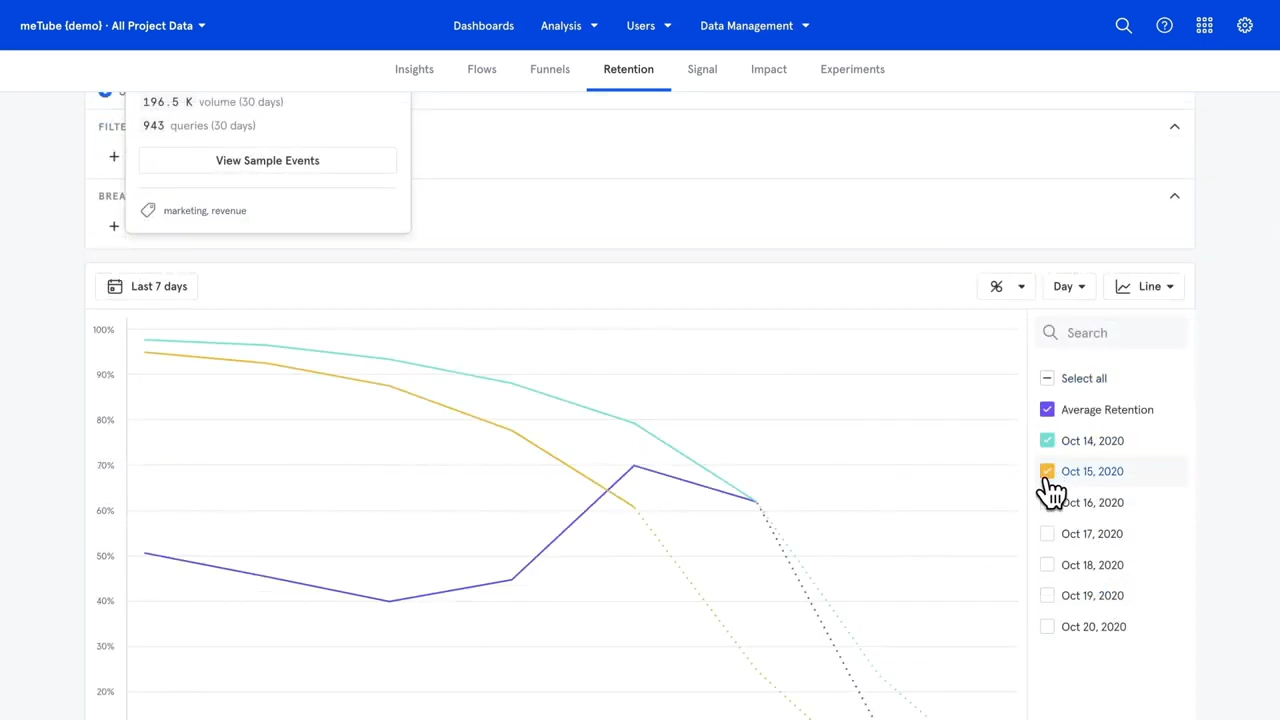 meTube {demo} · All Project Data
Dashboards
Analysis
Users
Data Management
Insights
Flows
Funnels
Retention
Signal
Impact
Experiments
196.5 K volume (30 days)
943 queries (30 days)
View Sample Events
marketing, revenue
FILTE
+
BREA
+
Last 7 days
%
Day
Line
100%
90%
80%
70%
60%
50%
40%
30%
20%
Search
Select all
Average Retention
Oct 14, 2020
Oct 15, 2020
Oct 16, 2020
Oct 17, 2020
Oct 18, 2020
Oct 19, 2020
Oct 20, 2020